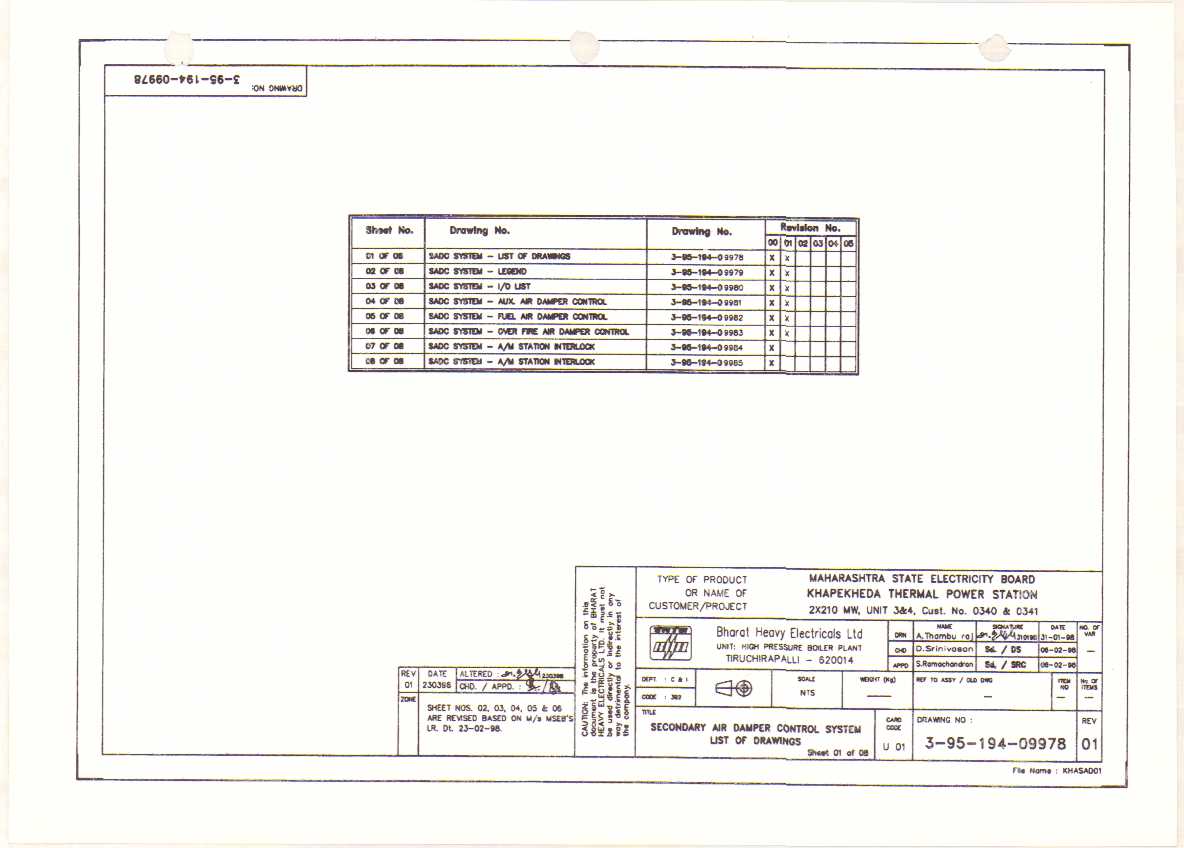 DRAWING NO: 3-95-194-09978
Sheet No. Drawing No. Drawing No. Revision No.
00 01 02 03 04 05
01 OF 08 SADC SYSTEM - LIST OF DRAWINGS 3-95-194-09978 X X
02 OF 08 SADC SYSTEM - LEGEND 3-95-194-09979 X X
03 OF 08 SADC SYSTEM - I/O LIST 3-95-194-09980 X X
04 OF 08 SADC SYSTEM - AUX. AIR DAMPER CONTROL 3-95-194-09981 X X
05 OF 08 SADC SYSTEM - FUEL AIR DAMPER CONTROL 3-95-194-09982 X X
06 OF 08 SADC SYSTEM - OVER FIRE AIR DAMPER CONTROL 3-95-194-09983 X X
07 OF 08 SADC SYSTEM - A/M STATION INTERLOCK 3-95-194-09984 X
08 OF 08 SADC SYSTEM - A/M STATION INTERLOCK 3-95-194-09985 X
REV DATE ALTERED : 230398
01 230398 CHD. / APPD. :
ZONE
SHEET NOS. 02, 03, 04, 05 & 06
ARE REVISED BASED ON M/s MSEB'S
LR. Dt. 23-02-98.
CAUTION: The information on this
document is the property of BHARAT
HEAVY ELECTRICALS LTD. It must not
be used directly or indirectly in any
way detrimental to the interest of
the company.
TYPE OF PRODUCT
OR NAME OF
CUSTOMER/PROJECT
MAHARASHTRA STATE ELECTRICITY BOARD
KHAPEKHEDA THERMAL POWER STATION
2X210 MW, UNIT 3&4, Cust. No. 0340 & 0341
Bharat Heavy Electricals Ltd
UNIT: HIGH PRESSURE BOILER PLANT
TIRUCHIRAPALLI - 620014
NAME SIGNATURE DATE NO. OF VAR
DRN A.Thambu raj 310198 31-01-98
CHD D.Srinivasan Sd. / DS 06-02-98 -
APPD S.Ramachandran Sd. / SRC 06-02-98
DEPT : C & I
CODE : 392
SCALE
NTS
WEIGHT (Kg)
REF TO ASSY / OLD DWG
-
ITEM NO
-
No OF ITEMS
-
TITLE
SECONDARY AIR DAMPER CONTROL SYSTEM
LIST OF DRAWINGS
Sheet 01 of 08
CARD CODE
U 01
DRAWING NO :
3-95-194-09978
REV
01
File Name : KHASAD01